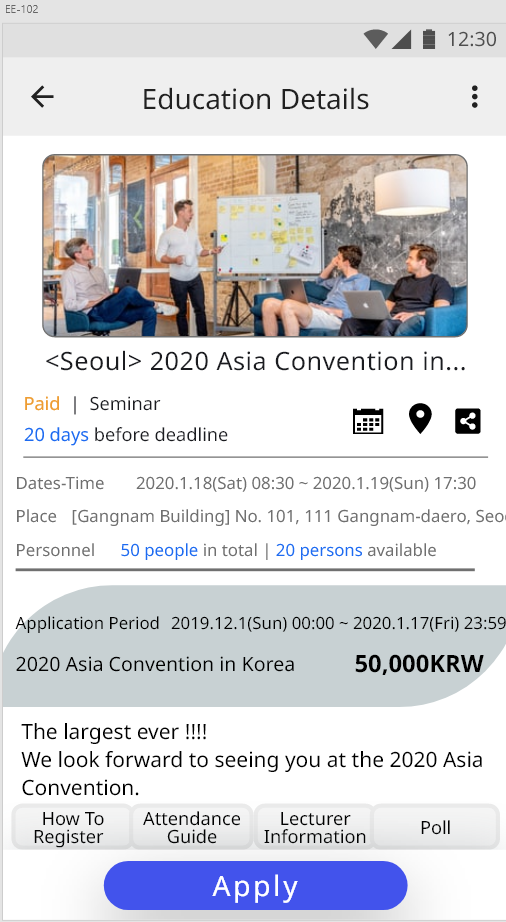 EE-102
12:30
Education Details
<Seoul> 2020 Asia Convention in...
Paid | Seminar
20 days before deadline
Dates-Time 2020.1.18(Sat) 08:30 ~ 2020.1.19(Sun) 17:30
Place [Gangnam Building] No. 101, 111 Gangnam-daero, Seo
Personnel 50 people in total | 20 persons available
Application Period 2019.12.1(Sun) 00:00 ~ 2020.1.17(Fri) 23:59
2020 Asia Convention in Korea 50,000KRW
The largest ever !!!!
We look forward to seeing you at the 2020 Asia
Convention.
How To
Register
Attendance
Guide
Lecturer
Information
Poll
Apply